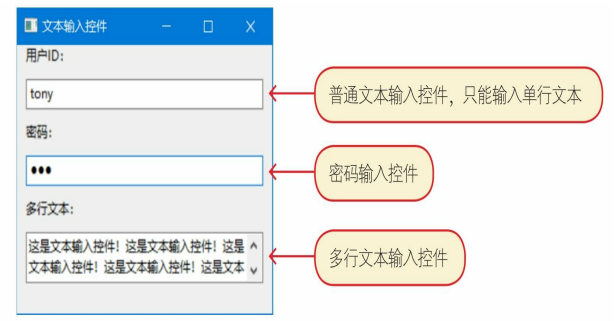 文本输入控件
用户ID:
tony
普通文本输入控件，只能输入单行文本
密码:
●●●
密码输入控件
多行文本:
这是文本输入控件！这是文本输入控件！这是
文本输入控件！这是文本输入控件！这是文本
多行文本输入控件